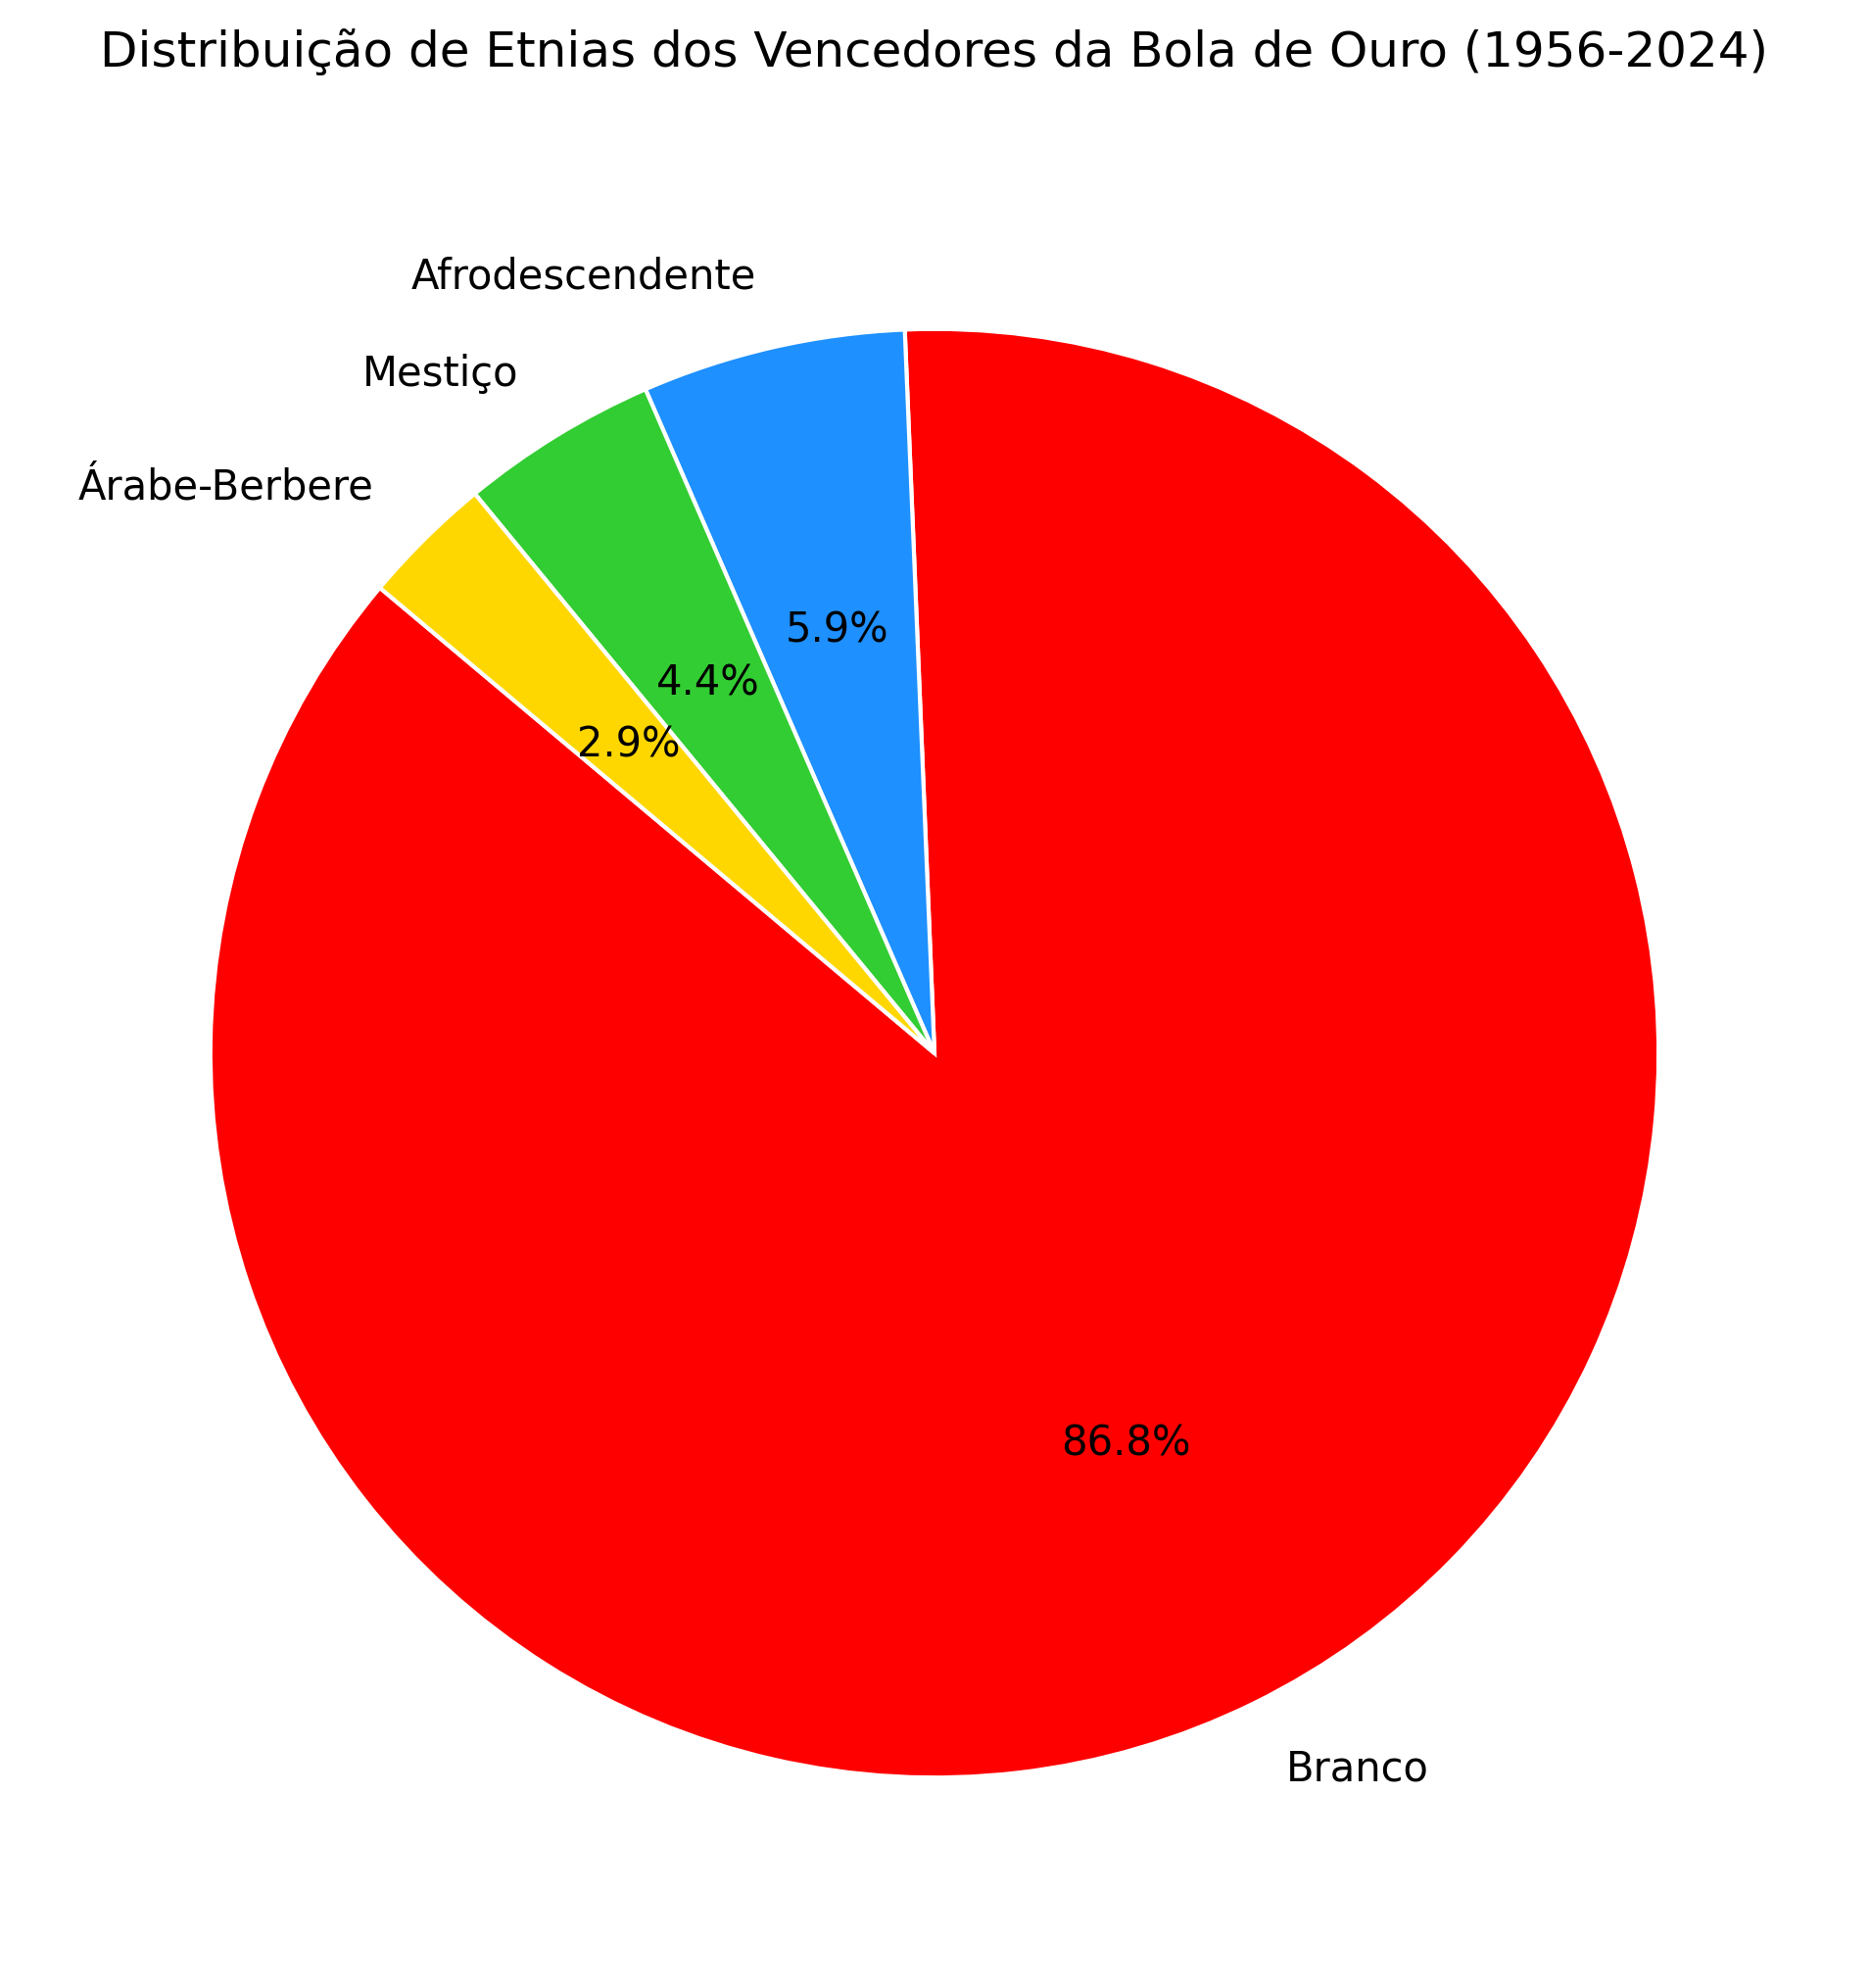 Distribuição de Etnias dos Vencedores da Bola de Ouro (1956-2024)
Afrodescendente
Mestiço
Árabe-Berbere
5.9%
4.4%
2.9%
86.8%
Branco